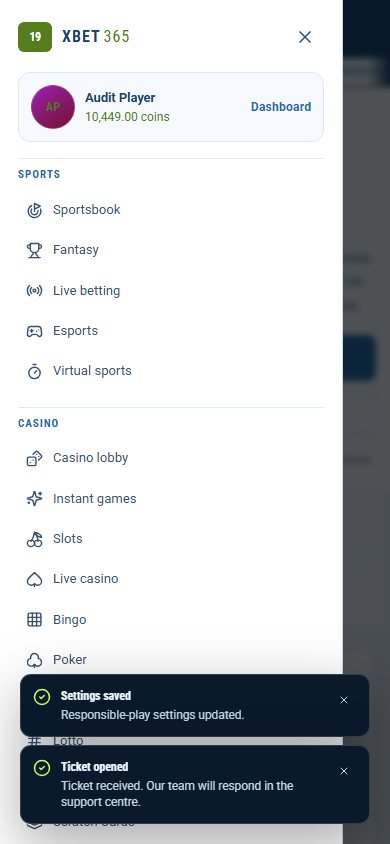 19 XBET 365
AP
Audit Player
10,449.00 coins
Dashboard
SPORTS
Sportsbook
Fantasy
Live betting
Esports
Virtual sports
CASINO
Casino lobby
Instant games
Slots
Live casino
Bingo
Poker
Settings saved
Responsible-play settings updated.
Lotto
Ticket opened
Ticket received. Our team will respond in the
support centre.